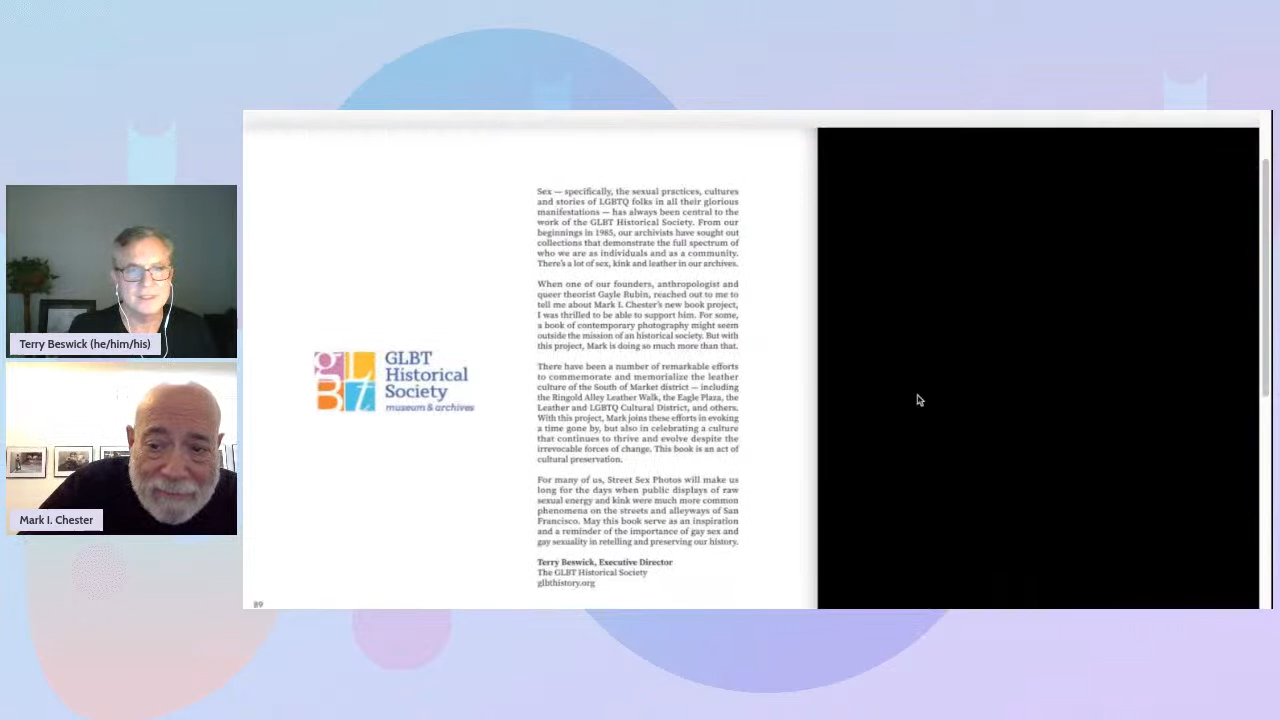 Terry Beswick (he/him/his)
Mark I. Chester
gl
Bt
GLBT
Historical
Society
museum & archives
Sex — specifically, the sexual practices, cultures
and stories of LGBTQ folks in all their glorious
manifestations — has always been central to the
work of the GLBT Historical Society. From our
beginnings in 1985, our archivists have sought out
collections that demonstrate the full spectrum of
who we are as individuals and as a community.
There's a lot of sex, kink and leather in our archives.
When one of our founders, anthropologist and
queer theorist Gayle Rubin, reached out to me to
tell me about Mark I. Chester's new book project,
I was thrilled to be able to support him. For some,
a book of contemporary photography might seem
outside the mission of an historical society. But with
this project, Mark is doing so much more than that.
There have been a number of remarkable efforts
to commemorate and memorialize the leather
culture of the South of Market district — including
the Ringold Alley Leather Walk, the Eagle Plaza, the
Leather and LGBTQ Cultural District, and others.
With this project, Mark joins these efforts in evoking
a time gone by, but also in celebrating a culture
that continues to thrive and evolve despite the
irrevocable forces of change. This book is an act of
cultural preservation.
For many of us, Street Sex Photos will make us
long for the days when public displays of raw
sexual energy and kink were much more common
phenomena on the streets and alleyways of San
Francisco. May this book serve as an inspiration
and a reminder of the importance of gay sex and
gay sexuality in retelling and preserving our history.
Terry Beswick, Executive Director
The GLBT Historical Society
glbthistory.org
89